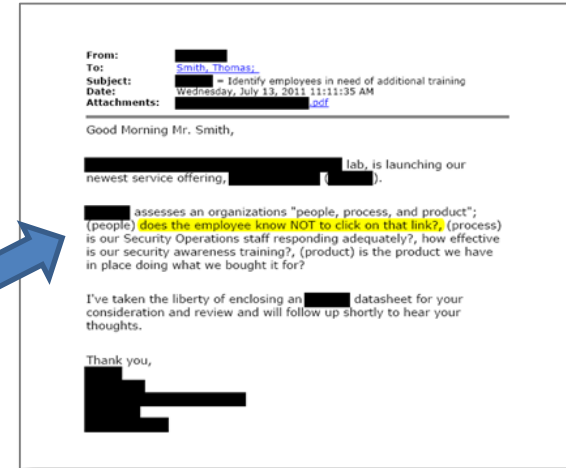 From:
To: Smith, Thomas;
Subject: = Identify employees in need of additional training
Date: Wednesday, July 13, 2011 11:11:35 AM
Attachments: .pdf
Good Morning Mr. Smith,
lab, is launching our
newest service offering, ( ).
assesses an organizations "people, process, and product";
(people) does the employee know NOT to click on that link?, (process)
is our Security Operations staff responding adequately?, how effective
is our security awareness training?, (product) is the product we have
in place doing what we bought it for?
I've taken the liberty of enclosing an datasheet for your
consideration and review and will follow up shortly to hear your
thoughts.
Thank you,